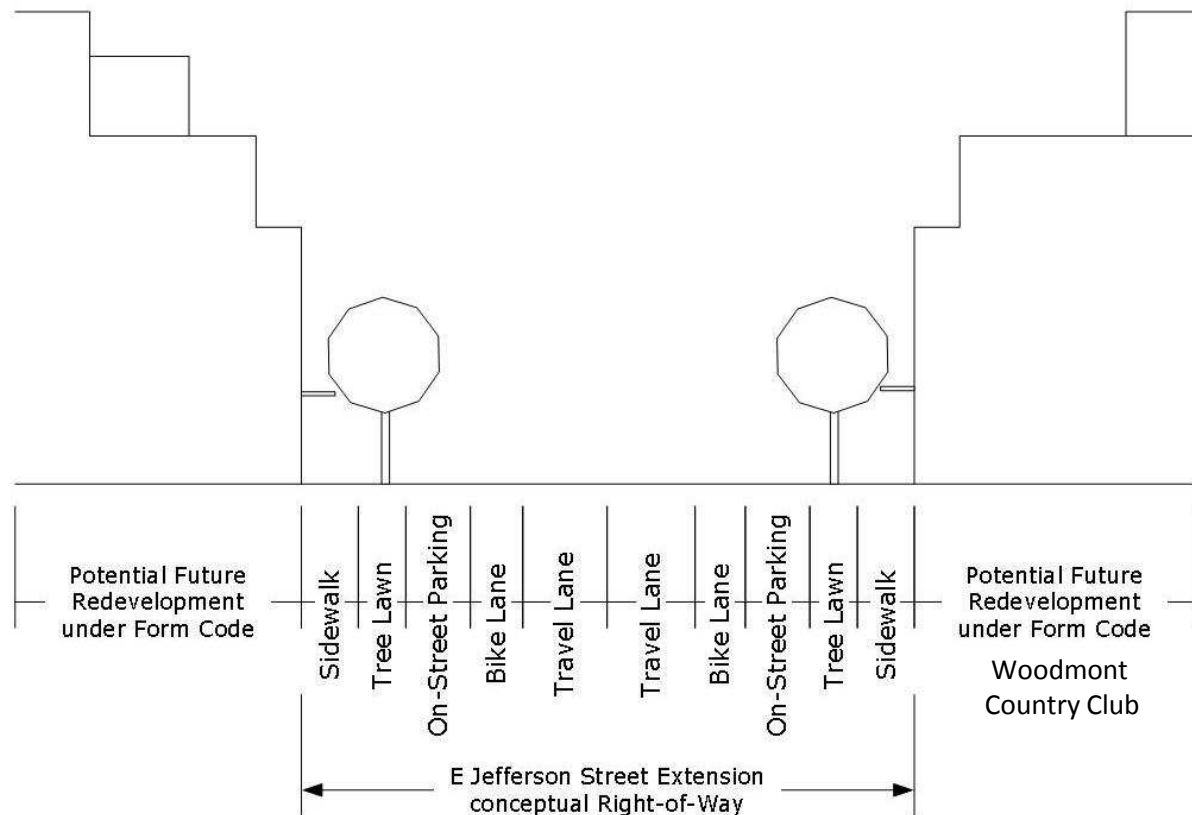 Potential Future
Redevelopment
under Form Code
Sidewalk
Tree Lawn
On-Street Parking
Bike Lane
Travel Lane
Travel Lane
Bike Lane
On-Street Parking
Tree Lawn
Sidewalk
Potential Future
Redevelopment
under Form Code
Woodmont
Country Club
E Jefferson Street Extension
conceptual Right-of-Way